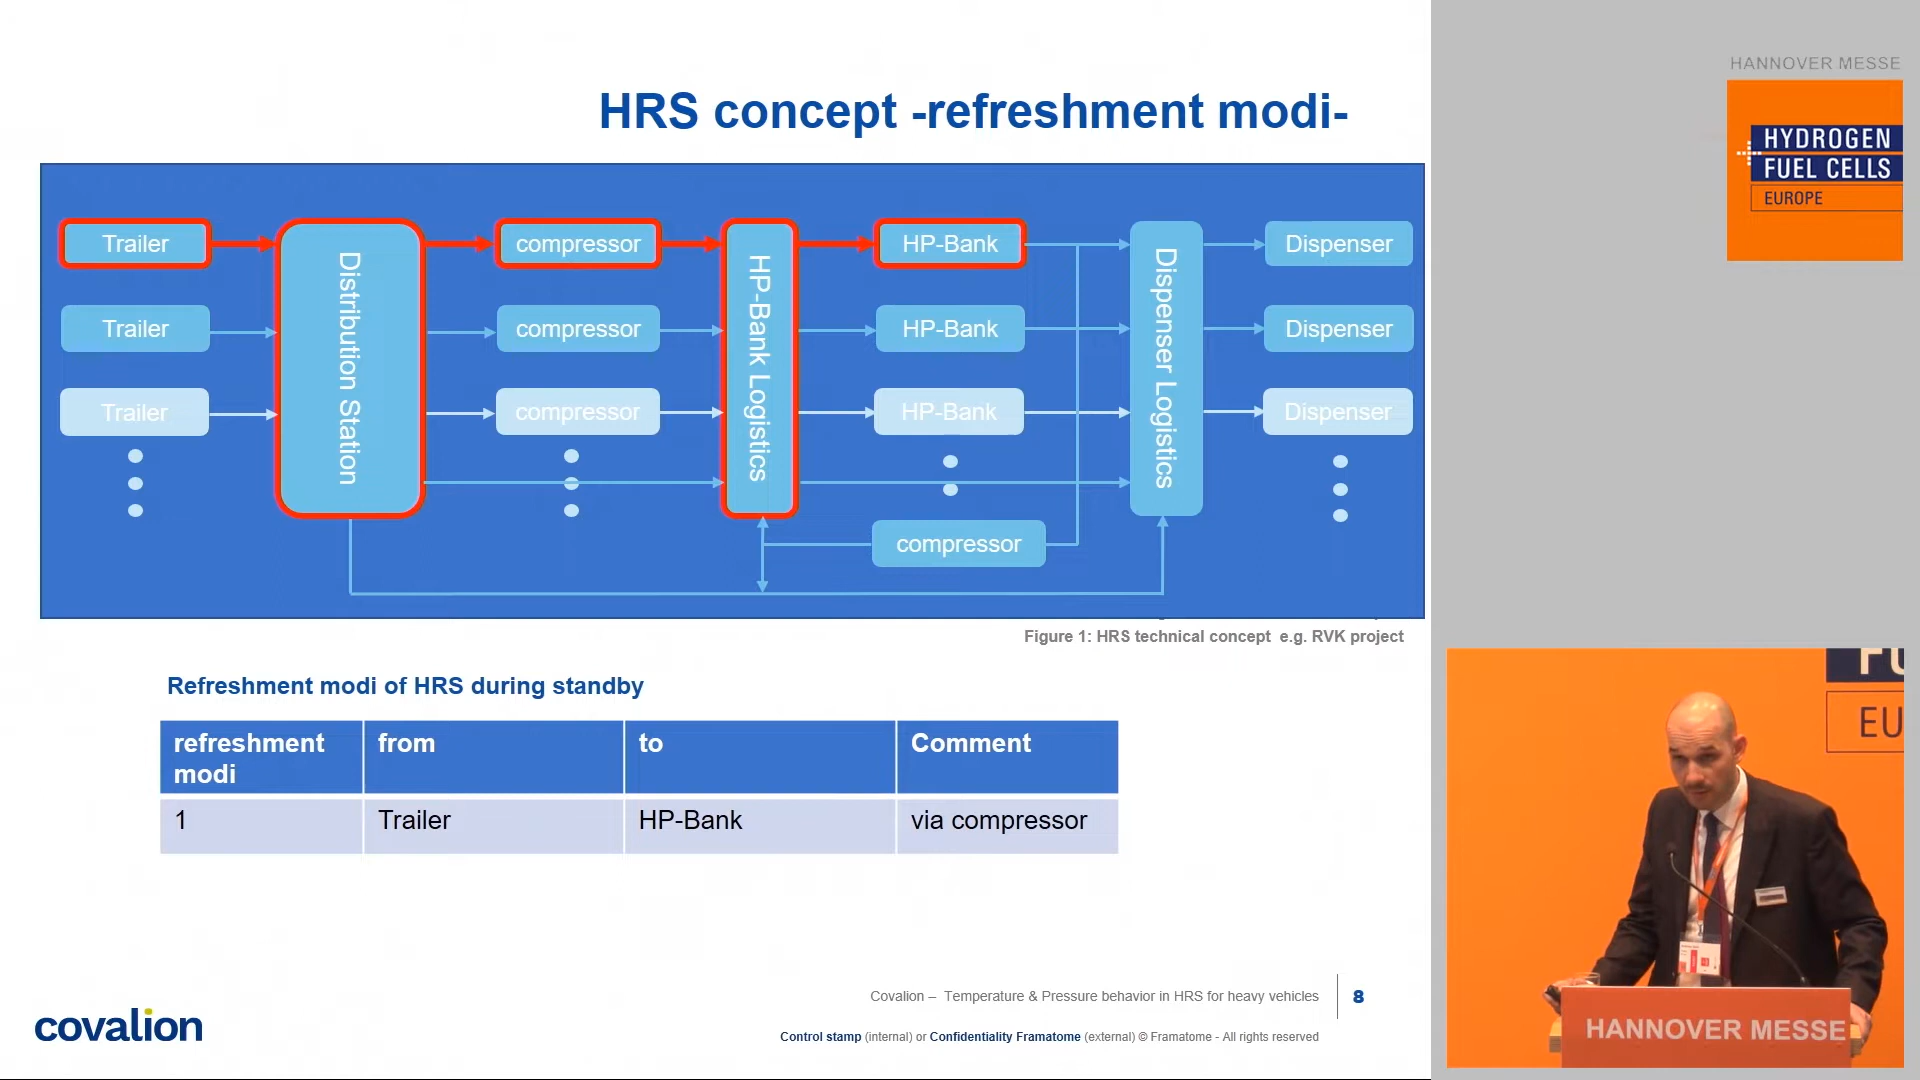 HRS concept -refreshment modi-
Trailer
compressor
HP-Bank
Dispenser
Trailer
compressor
HP-Bank
Dispenser
Trailer
compressor
HP-Bank
Dispenser
Distribution Station
HP-Bank Logistics
Dispenser Logistics
compressor
Figure 1: HRS technical concept e.g. RVK project
Refreshment modi of HRS during standby
refreshment
modi
from
to
Comment
1
Trailer
HP-Bank
via compressor
Covalion – Temperature & Pressure behavior in HRS for heavy vehicles
8
Control stamp (internal) or Confidentiality Framatome (external) © Framatome - All rights reserved
covalion
HANNOVER MESSE
HYDROGEN
FUEL CELLS
EUROPE
FU
EU
HANNOVER MESSE